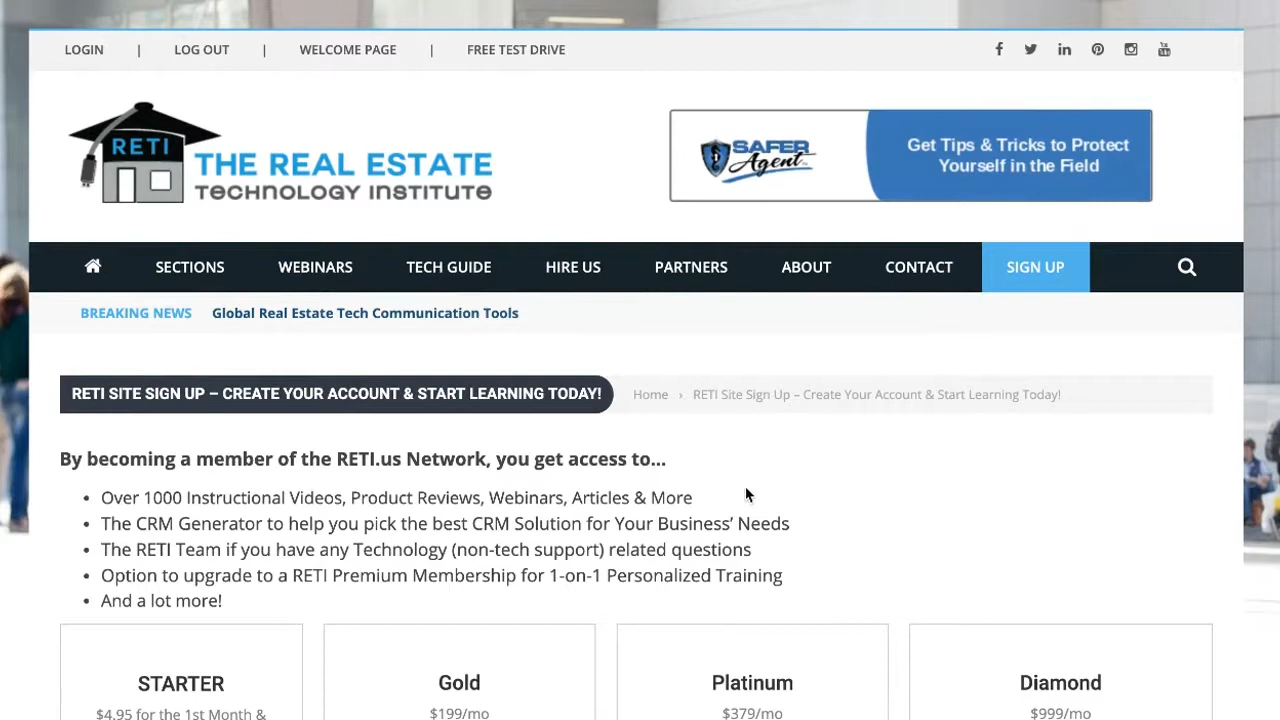 LOGIN | LOG OUT | WELCOME PAGE | FREE TEST DRIVE
RETI
THE REAL ESTATE
TECHNOLOGY INSTITUTE
SAFER
Agent
Get Tips & Tricks to Protect
Yourself in the Field
SECTIONS WEBINARS TECH GUIDE HIRE US PARTNERS ABOUT CONTACT SIGN UP
BREAKING NEWS Global Real Estate Tech Communication Tools
RETI SITE SIGN UP – CREATE YOUR ACCOUNT & START LEARNING TODAY! Home › RETI Site Sign Up – Create Your Account & Start Learning Today!
By becoming a member of the RETI.us Network, you get access to...
• Over 1000 Instructional Videos, Product Reviews, Webinars, Articles & More
• The CRM Generator to help you pick the best CRM Solution for Your Business’ Needs
• The RETI Team if you have any Technology (non-tech support) related questions
• Option to upgrade to a RETI Premium Membership for 1-on-1 Personalized Training
• And a lot more!
STARTER Gold Platinum Diamond
$4.95 for the 1st Month & $199/mo $379/mo $999/mo